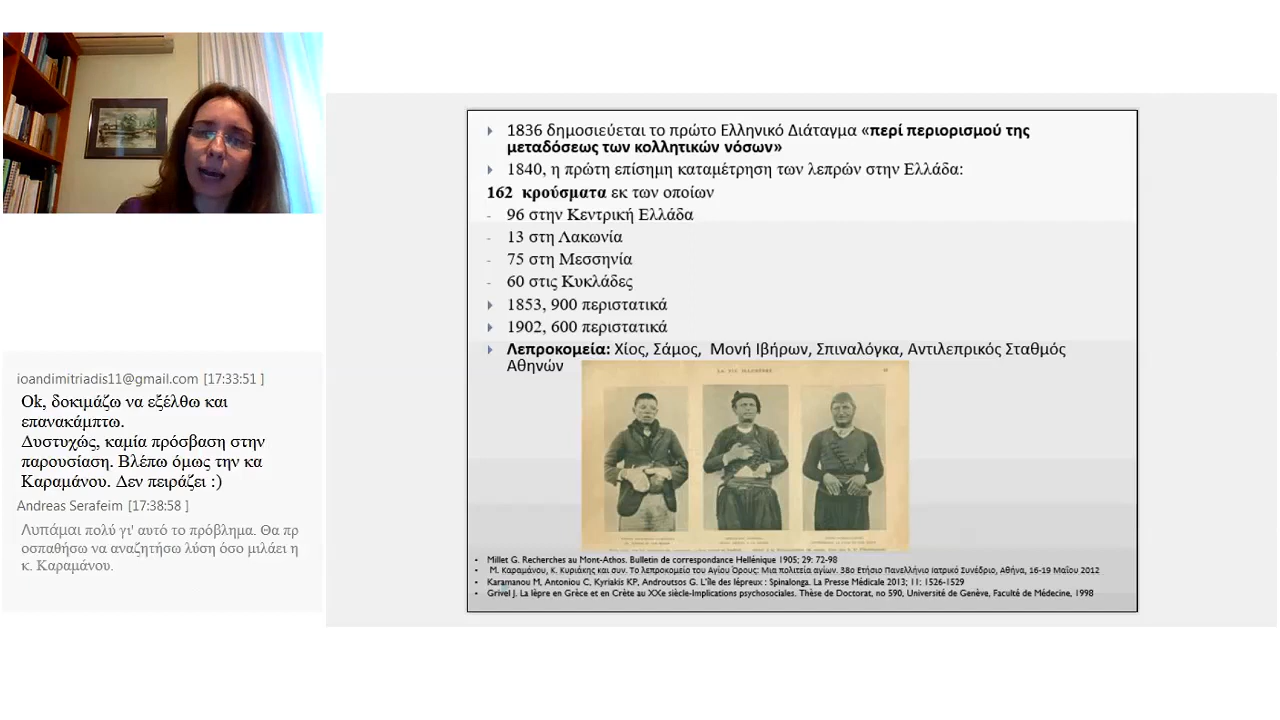 1836 δημοσιεύεται το πρώτο Ελληνικό Διάταγμα «περί περιορισμού της
μεταδόσεως των κολλητικών νόσων»
1840, η πρώτη επίσημη καταμέτρηση των λεπρών στην Ελλάδα:
162 κρούσματα εκ των οποίων
- 96 στην Κεντρική Ελλάδα
- 13 στη Λακωνία
- 75 στη Μεσσηνία
- 60 στις Κυκλάδες
1853, 900 περιστατικά
1902, 600 περιστατικά
Λεπροκομεία: Χίος, Σάμος, Μονή Ιβήρων, Σπιναλόγκα, Αντιλεπρικός Σταθμός
Αθηνών
LA VIE ILLUSTRÉE
• Millet G. Recherches au Mont-Athos. Bulletin de correspondance Hellénique 1905; 29: 72-98
• Μ. Καραμάνου, Κ. Κυριάκης και συν. Το λεπροκομείο του Αγίου Όρους: Μια πολιτεία αγίων. 38ο Ετήσιο Πανελλήνιο Ιατρικό Συνέδριο, Αθήνα, 16-19 Μαΐου 2012
• Karamanou M, Antoniou C, Kyriakis KP, Androutsos G. L'île des lépreux : Spinalonga. La Presse Médicale 2013; 11: 1526-1529
• Grivel J. La lèpre en Grèce et en Crète au XXe siècle-Implications psychosociales. Thèse de Doctorat, no 590, Université de Genève, Faculté de Médecine, 1998
ioandimitriadis11@gmail.com [17:33:51 ]
Ok, δοκιμάζω να εξέλθω και
επανακάμπτω.
Δυστυχώς, καμία πρόσβαση στην
παρουσίαση. Βλέπω όμως την κα
Καραμάνου. Δεν πειράζει :)
Andreas Serafeim [17:38:58 ]
Λυπάμαι πολύ γι' αυτό το πρόβλημα. Θα πρ
οσπαθήσω να αναζητήσω λύση όσο μιλάει η
κ. Καραμάνου.